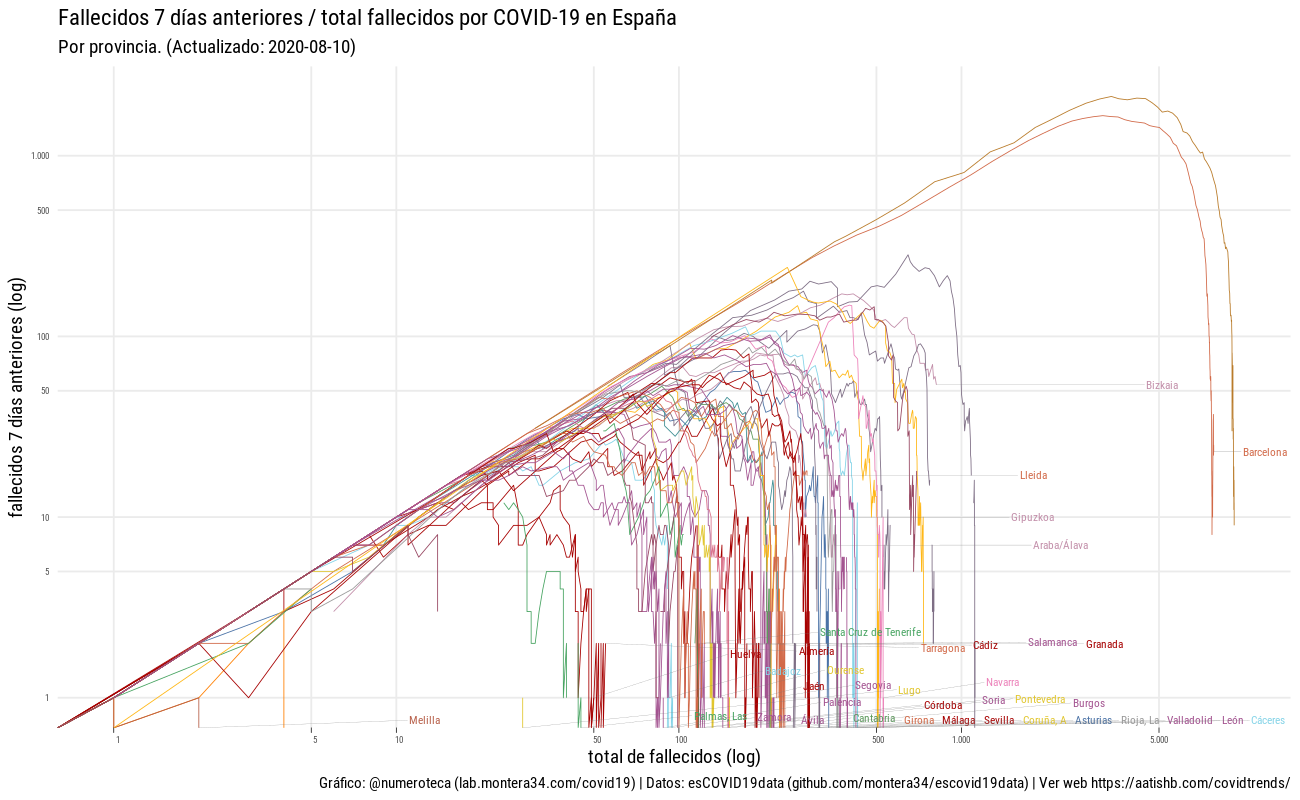 Fallecidos 7 días anteriores / total fallecidos por COVID-19 en España
Por provincia. (Actualizado: 2020-08-10)
fallecidos 7 días anteriores (log)
1.000
500
100
50
10
5
1
Bizkaia
Barcelona
Lleida
Gipuzkoa
Araba/Álava
Santa Cruz de Tenerife
Huelva
Almería
Tarragona
Cádiz
Salamanca
Granada
Badajoz
Ourense
Jaén
Segovia
Lugo
Navarra
Palencia
Córdoba
Soria
Pontevedra
Burgos
Melilla
Palmas, Las
Zamora
Ávila
Cantabria
Girona
Málaga
Sevilla
Coruña, A
Asturias
Rioja, La
Valladolid
León
Cáceres
1 5 10 50 100 500 1.000 5.000
total de fallecidos (log)
Gráfico: @numeroteca (lab.montera34.com/covid19) | Datos: esCOVID19data (github.com/montera34/escovid19data) | Ver web https://aatishb.com/covidtrends/